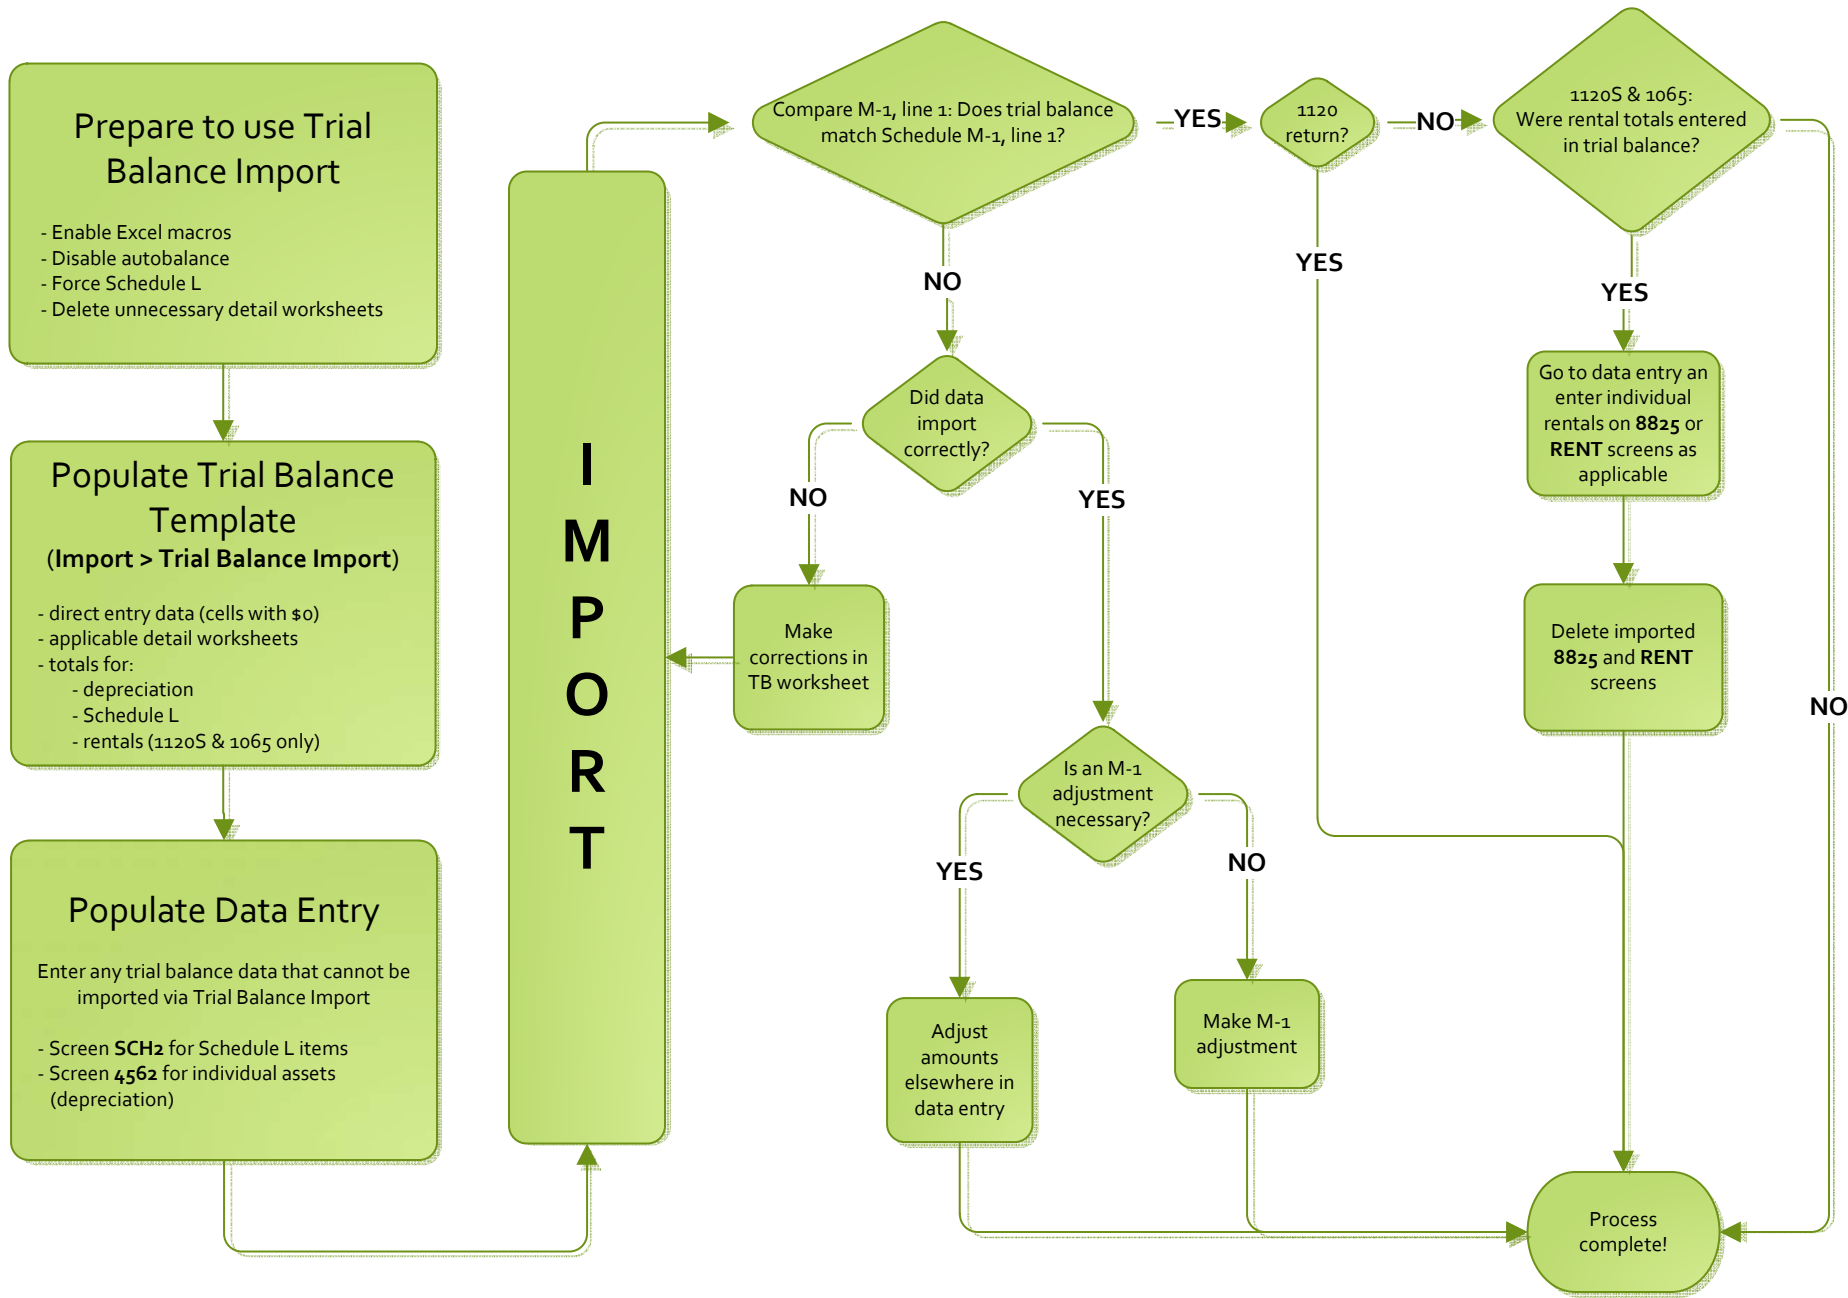 Prepare to use Trial
Balance Import
- Enable Excel macros
- Disable autobalance
- Force Schedule L
- Delete unnecessary detail worksheets
Populate Trial Balance
Template
(Import > Trial Balance Import)
- direct entry data (cells with $0)
- applicable detail worksheets
- totals for:
- depreciation
- Schedule L
- rentals (1120S & 1065 only)
Populate Data Entry
Enter any trial balance data that cannot be
imported via Trial Balance Import
- Screen SCH2 for Schedule L items
- Screen 4562 for individual assets
(depreciation)
I
M
P
O
R
T
Compare M-1, line 1: Does trial balance
match Schedule M-1, line 1?
YES
NO
Did data
import
correctly?
NO
YES
Make
corrections in
TB worksheet
Is an M-1
adjustment
necessary?
YES
NO
Adjust
amounts
elsewhere in
data entry
Make M-1
adjustment
1120
return?
NO
YES
1120S & 1065:
Were rental totals entered
in trial balance?
YES
NO
Go to data entry an
enter individual
rentals on 8825 or
RENT screens as
applicable
Delete imported
8825 and RENT
screens
Process
complete!